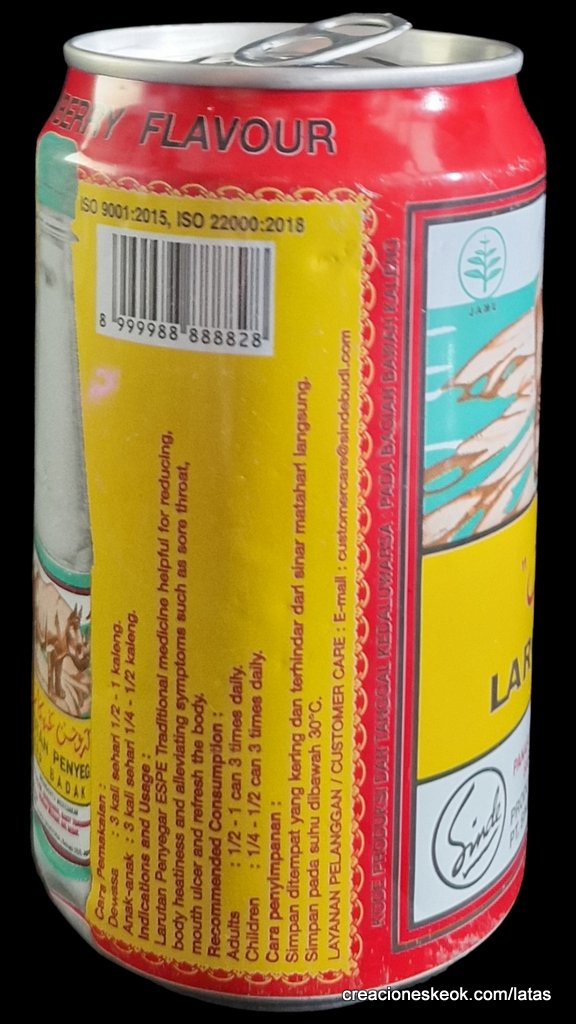 FLAVOUR
ISO 9001:2015, ISO 22000:2018
8 999988 888828
Cara Pemakaian :
Dewasa : 3 kali sehari 1/2 - 1 kaleng.
Anak-anak : 3 kali sehari 1/4 - 1/2 kaleng.
Indications and Usage :
Larutan Penyegar ESPE Traditional medicine helpful for reducing,
body heatiness and alleviating symptoms such as sore throat,
mouth ulcer and refresh the body.
Recommended Consumption :
Adults : 1/2 - 1 can 3 times daily.
Children : 1/4 - 1/2 can 3 times daily.
Cara penyimpanan :
Simpan ditempat yang kering dan terhindar dari sinar matahari langsung.
Simpan pada suhu dibawah 30°C.
LAYANAN PELANGGAN / CUSTOMER CARE : E-mail : customercare@sindebudi.com
KODE PRODUKSI DAN TANGGAL KEDALUWARSA : PADA BAGIAN BAWAH KALENG
JAMU
LAR
Sinde
PT.
BADAK
creacioneskeok.com/latas